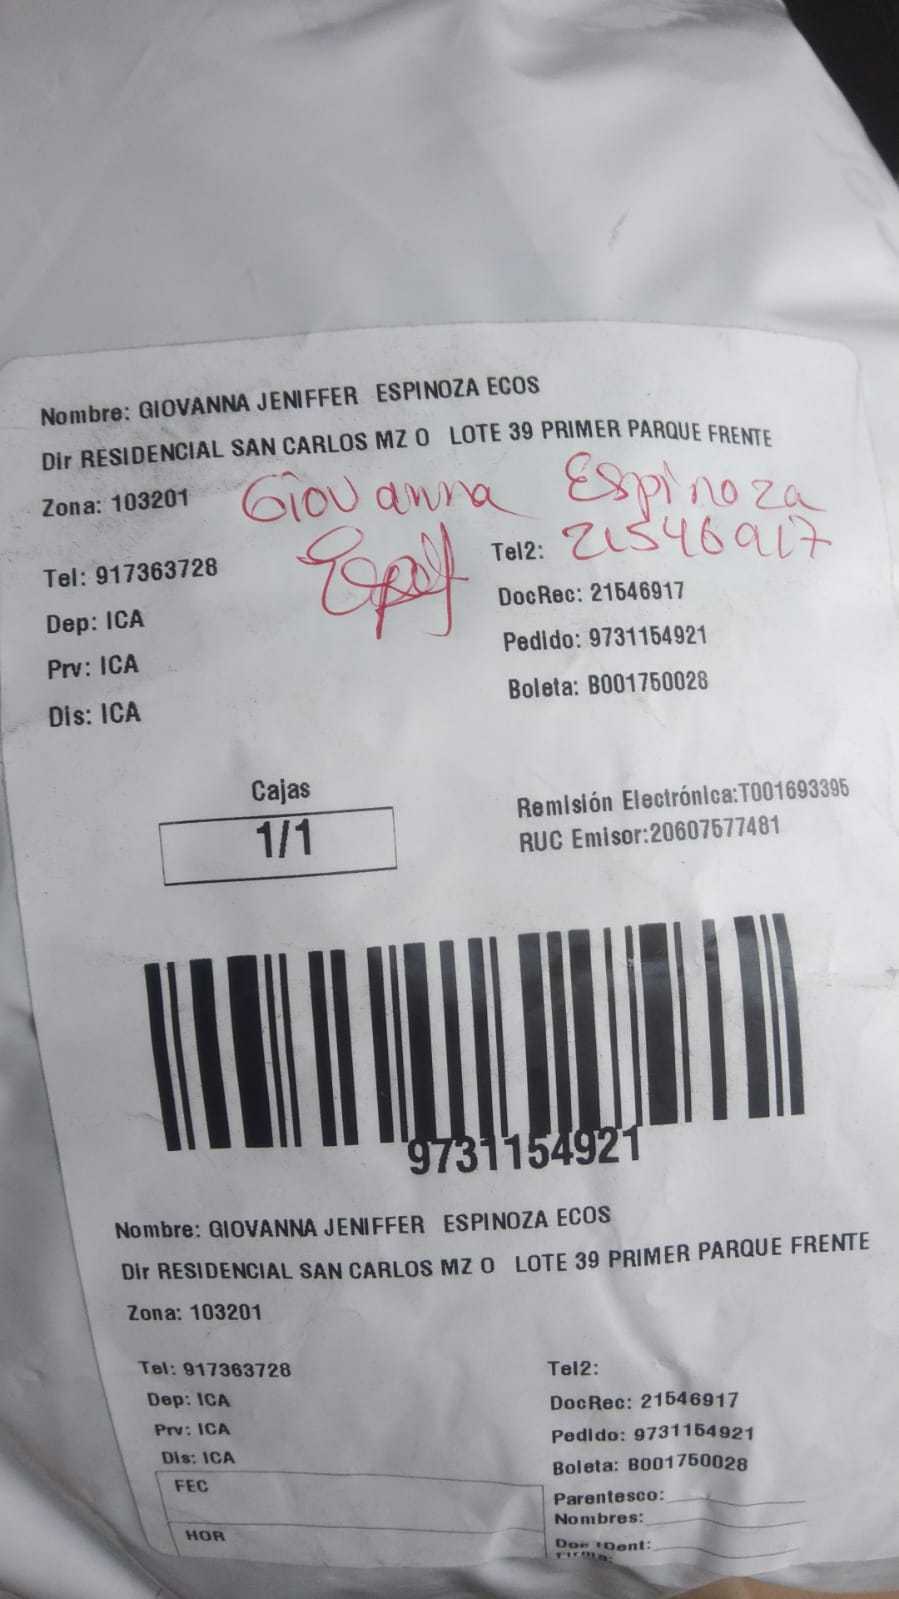 Nombre: GIOVANNA JENIFFER ESPINOZA ECOS
Dir RESIDENCIAL SAN CARLOS MZ O LOTE 39 PRIMER PARQUE FRENTE
Zona: 103201
Giovanna Espinoza
Tel: 917363728
Tel2: 21546917
Dep: ICA
DocRec: 21546917
Prv: ICA
Pedido: 9731154921
Dis: ICA
Boleta: B001750028
Cajas
1/1
Remisión Electrónica:T001693395
RUC Emisor:20607577481
9731154921
Nombre: GIOVANNA JENIFFER ESPINOZA ECOS
Dir RESIDENCIAL SAN CARLOS MZ O LOTE 39 PRIMER PARQUE FRENTE
Zona: 103201
Tel: 917363728
Tel2:
Dep: ICA
DocRec: 21546917
Prv: ICA
Pedido: 9731154921
Dis: ICA
Boleta: B001750028
FEC
Parentesco:
Nombres:
HOR